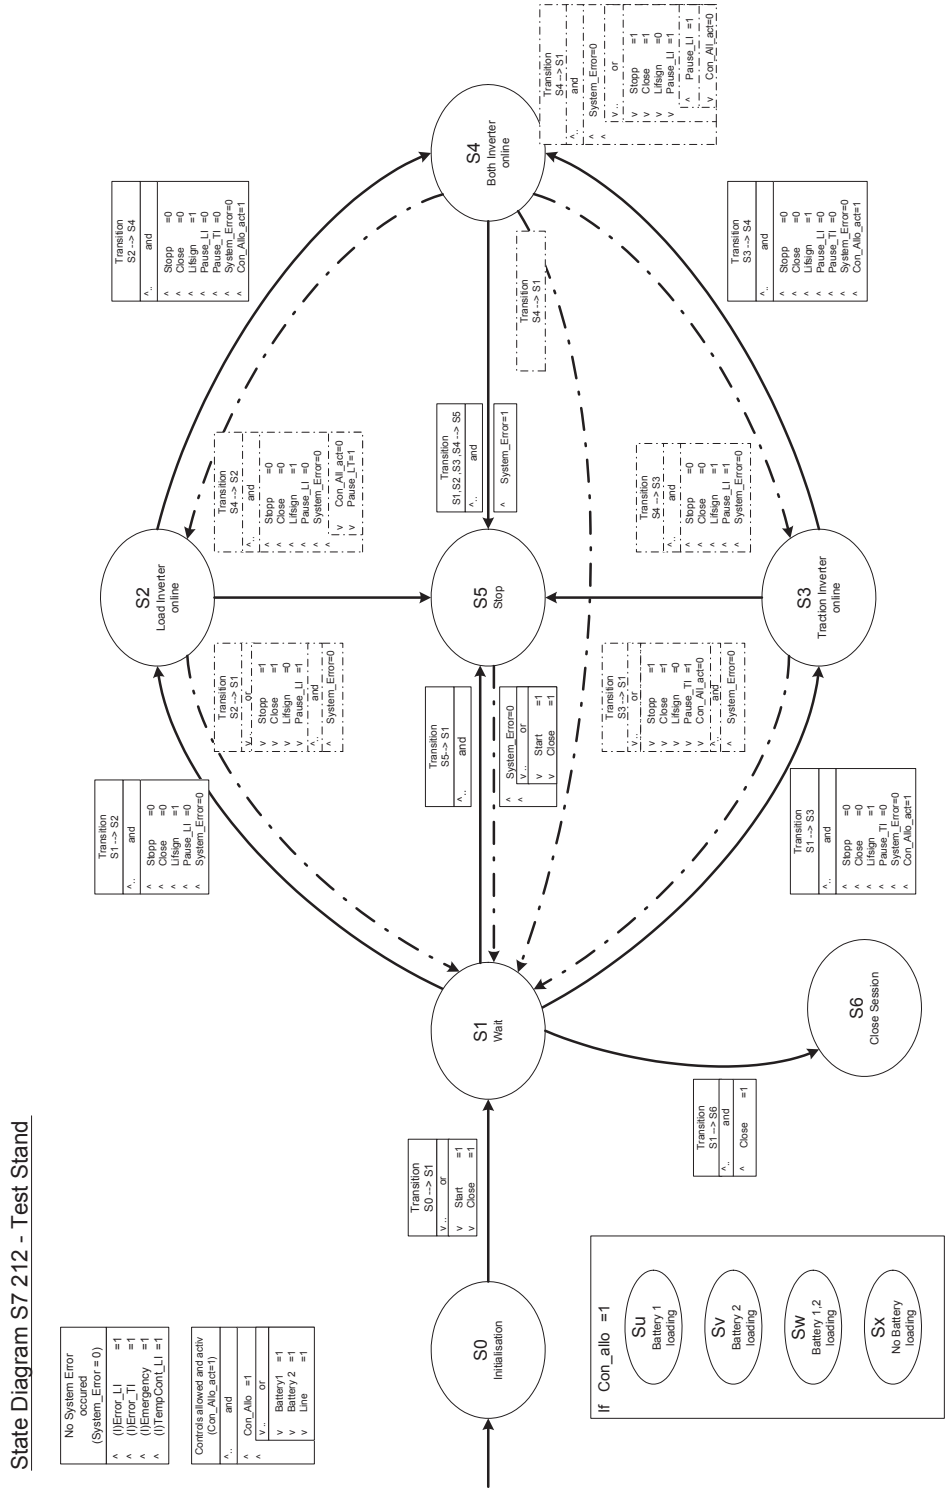 State Diagram S7 212 - Test Stand
No System Error
occured
(System_Error = 0)
^ (I)Error_LI =1
^ (I)Error_TI =1
^ (I)Emergency =1
^ (I)TempCont_LI =1
Controls allowed and activ
(Con_Allo_act=1)
^.. and
^ Con_Allo =1
^ v .. or
v Battery1 =1
v Battery 2 =1
v Line =1
S0
Initialisation
If Con_allo =1
Su
Battery 1
loading
Sv
Battery 2
loading
Sw
Battery 1,2
loading
Sx
No Battery
loading
Transition
S0 --> S1
v .. or
v Start =1
v Close =1
S1
Wait
Transition
S1 --> S6
^.. and
^ Close =1
S6
Close Session
Transition
S1 --> S2
^.. and
^ Stopp =0
^ Close =0
^ Lifsign =1
^ Pause_LI =0
^ System_Error=0
Transition
S1 --> S3
^.. and
^ Stopp =0
^ Close =0
^ Lifsign =1
^ Pause_TI =0
^ System_Error=0
^ Con_Allo_act=1
Transition
S2 --> S1
v .. or
v Stopp =1
v Close =1
v Lifsign =0
v Pause_LI =1
^.. and
^ System_Error=0
Transition
S5--> S1
^.. and
^ System_Error=0
^ v .. or
v Start =1
v Close =1
Transition
S3 --> S1
v .. or
v Stopp =1
v Close =1
v Lifsign =0
v Pause_TI =1
v Con_All_act=0
^.. and
^ System_Error=0
S2
Load Inverter
online
S5
Stop
S3
Traction Inverter
online
Transition
S4 --> S2
^.. and
^ Stopp =0
^ Close =0
^ Lifsign =1
^ Pause_LI =0
^ System_Error=0
^
v Con_All_act=0
v Pause_LT=1
Transition
S1,S2 ,S3 ,S4 --> S5
^.. and
^ System_Error=1
Transition
S4 --> S3
^.. and
^ Stopp =0
^ Close =0
^ Lifsign =1
^ Pause_LI =1
^ System_Error=0
Transition
S4 --> S1
Transition
S2 --> S4
^.. and
^ Stopp =0
^ Close =0
^ Lifsign =1
^ Pause_LI =0
^ Pause_TI =0
^ System_Error=0
^ Con_Allo_act=1
S4
Both Inverter
online
Transition
S3 --> S4
^.. and
^ Stopp =0
^ Close =0
^ Lifsign =1
^ Pause_LI =0
^ Pause_TI =0
^ System_Error=0
^ Con_Allo_act=1
Transition
S4 --> S1
^.. and
^ System_Error=0
^ v .. or
v Stopp =1
v Close =1
v Lifsign =0
v Pause_LI =1
^ Pause_LI =1
v Con_All_act=0